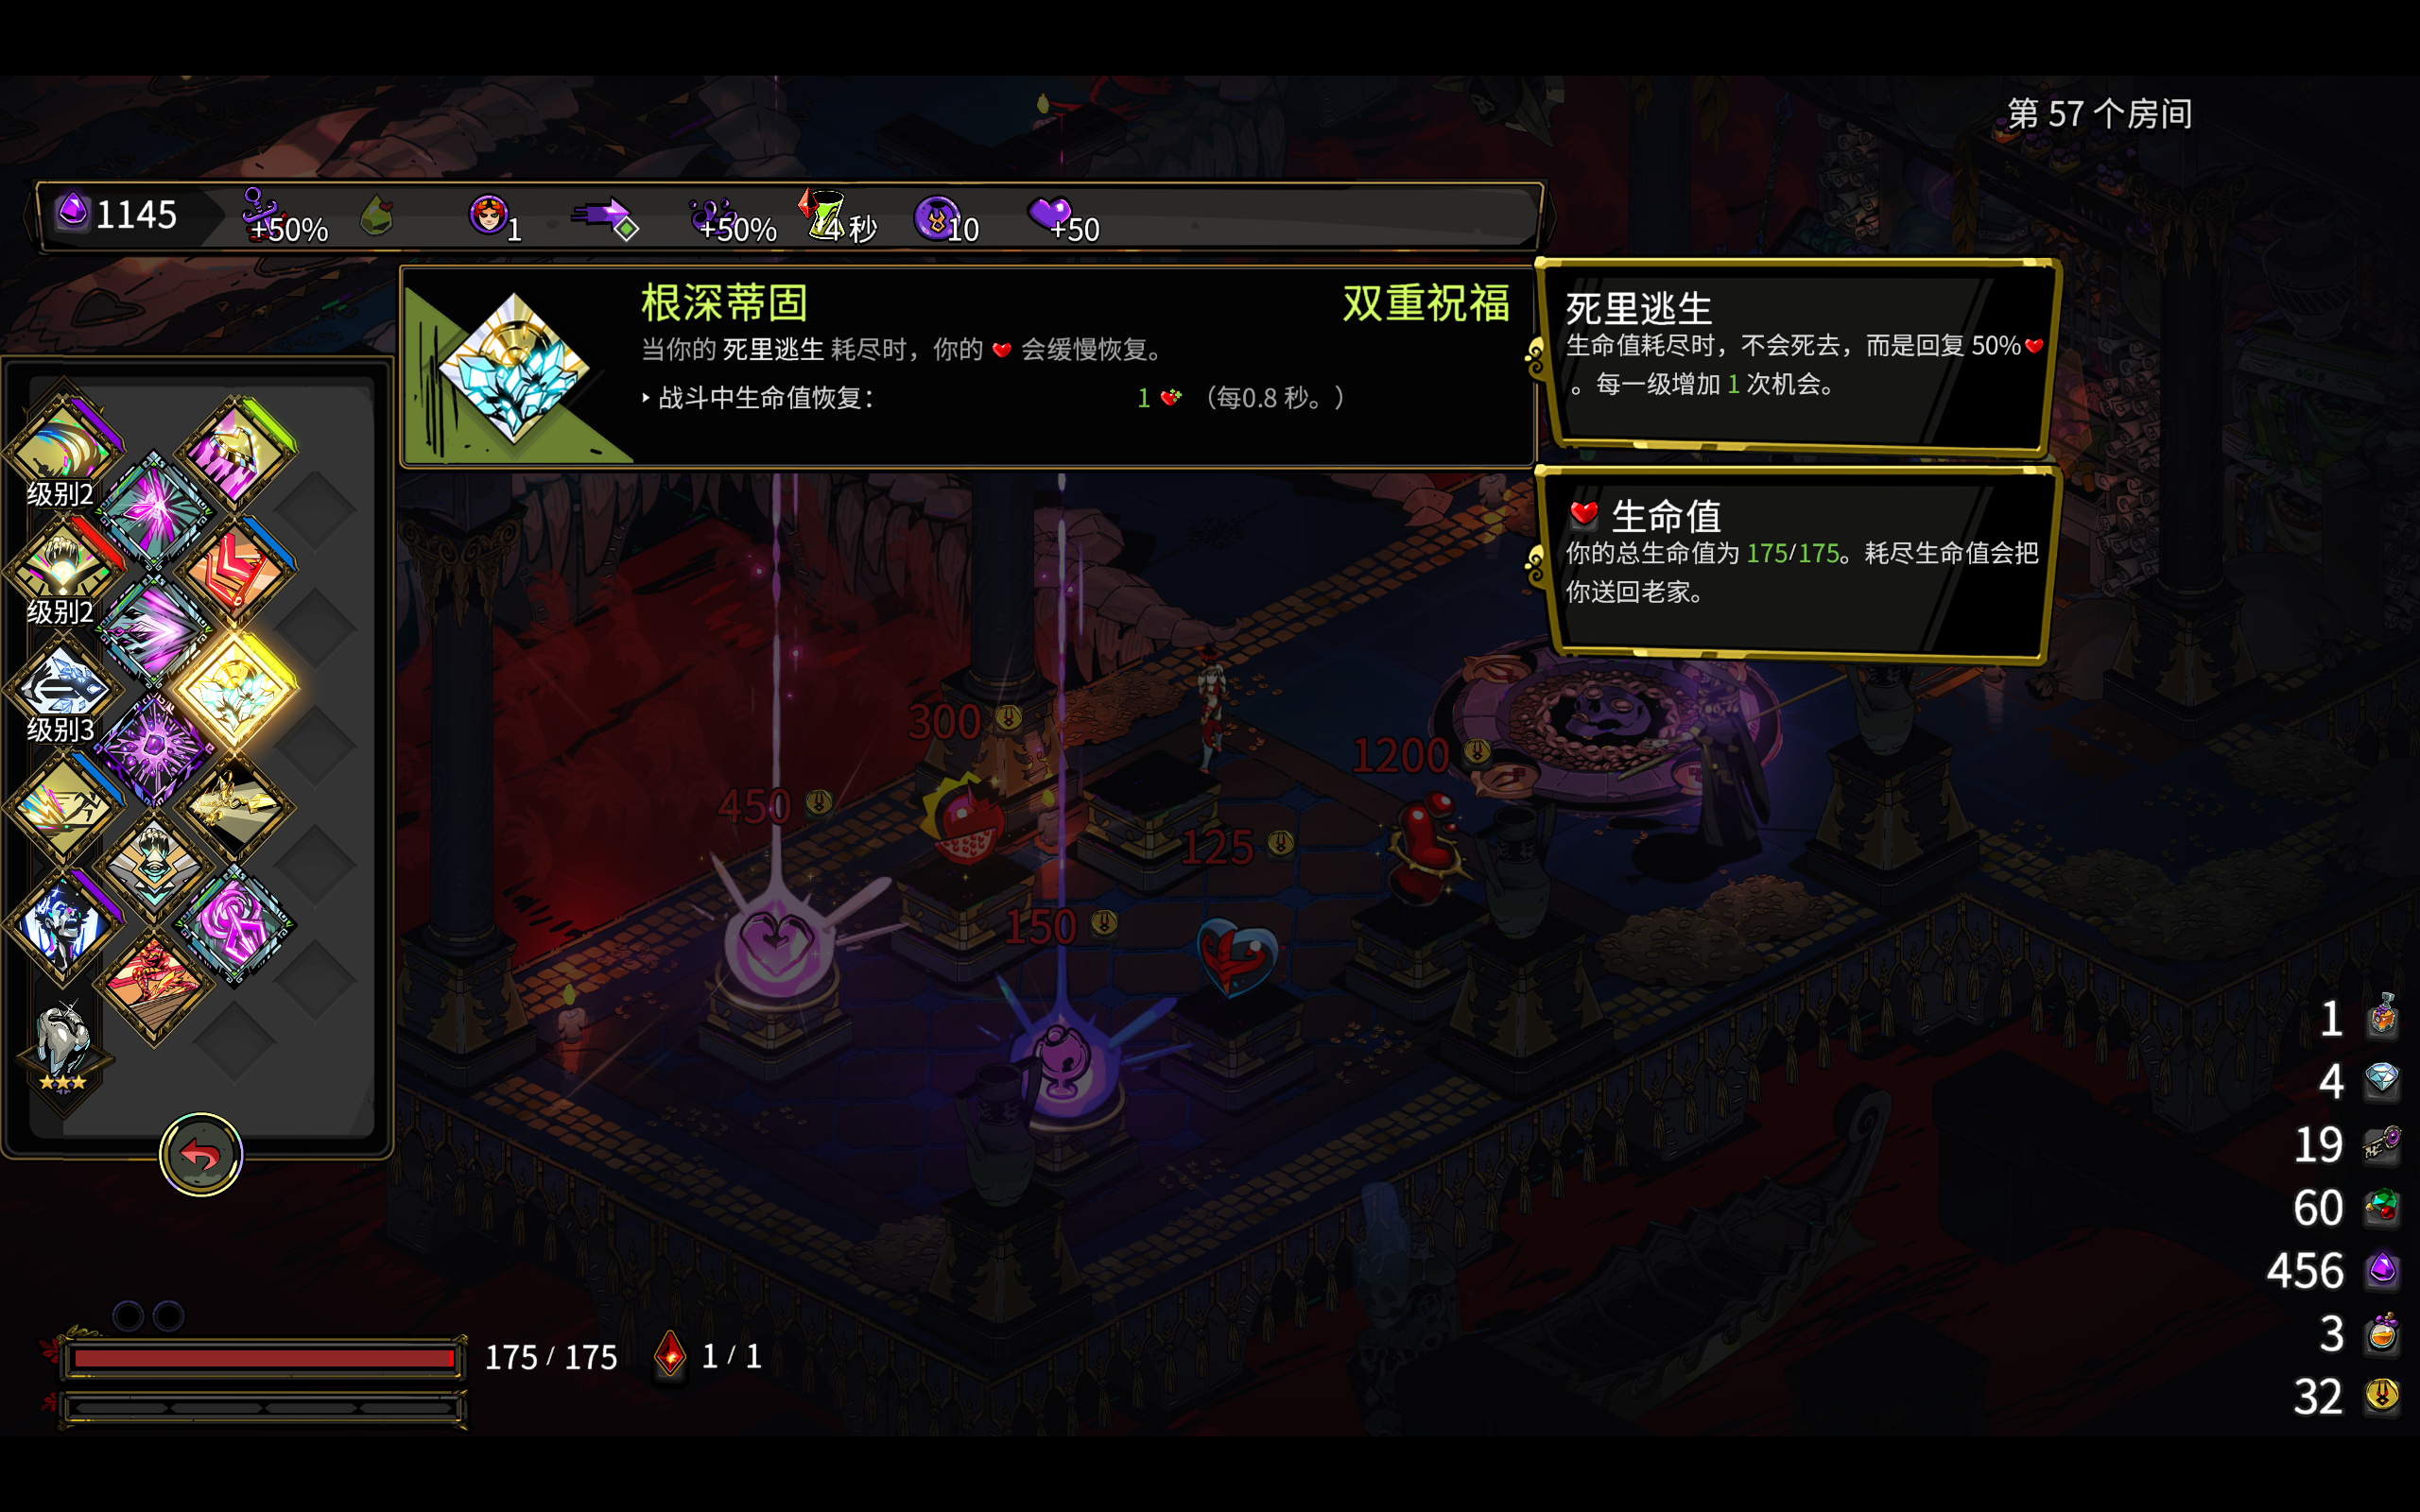 第 57 个房间
1145
+50%
1
+50%
4 秒
10
+50
根深蒂固
双重祝福
当你的 死里逃生 耗尽时，你的 会缓慢恢复。
‣ 战斗中生命值恢复：
1 （每0.8 秒。）
死里逃生
生命值耗尽时，不会死去，而是回复 50%
。每一级增加 1 次机会。
生命值
你的总生命值为 175/175。耗尽生命值会把
你送回老家。
级别2
级别2
级别3
300
450
1200
125
150
1
4
19
60
456
3
32
175 / 175
1 / 1